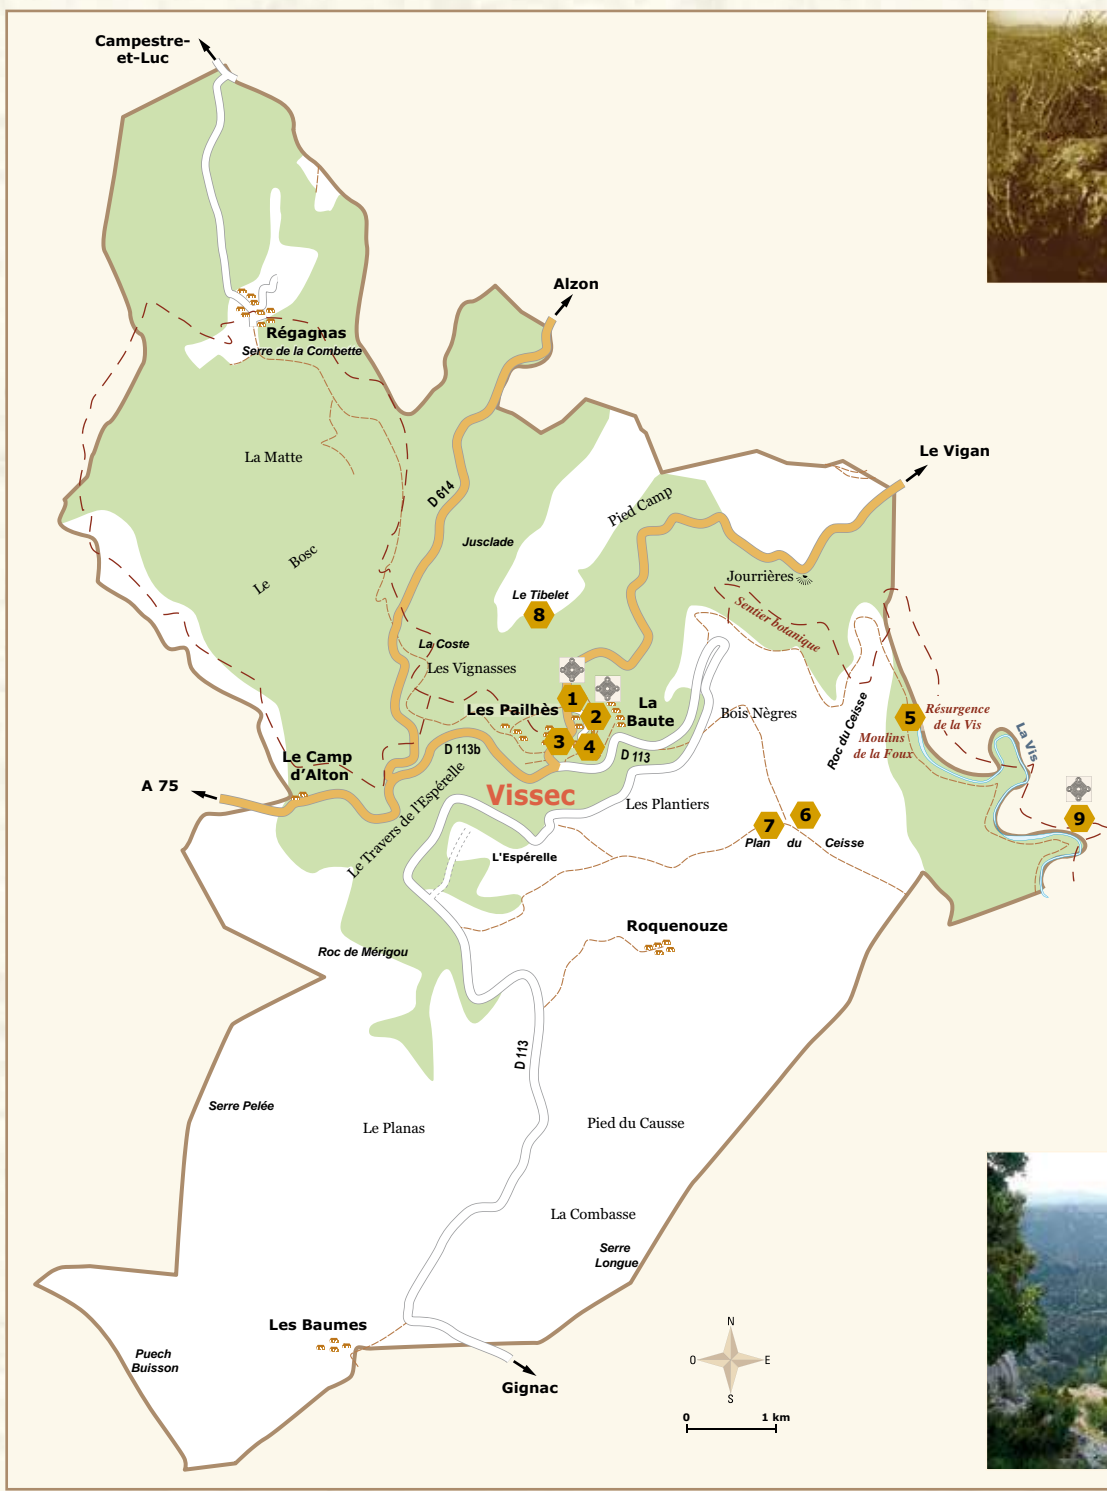 Campestre-
et-Luc
Alzon
Régagnas
Serre de la Combette
La Matte
Le Vigan
D 614
Pied Camp
Jusclade
Le Bosc
Jourrières
Le Tibelet
8
Sentier botanique
La Coste
Les Vignasses
1
Les Pailhès
2
La
Baute
Bois Nègres
Roc du Ceisse
5
Résurgence
de la Vis
Moulins
de la Foux
La Vis
3
4
D 113b
D 113
Le Camp
d'Alton
A 75
Vissec
Le Travers de l'Espérelle
Les Plantiers
7
6
9
Plan du Ceisse
L'Espérelle
Roquenouze
Roc de Mérigou
D 113
Serre Pelée
Le Planas
Pied du Causse
La Combasse
Serre
Longue
Les Baumes
Puech
Buisson
Gignac
N
O
E
S
0
1 km